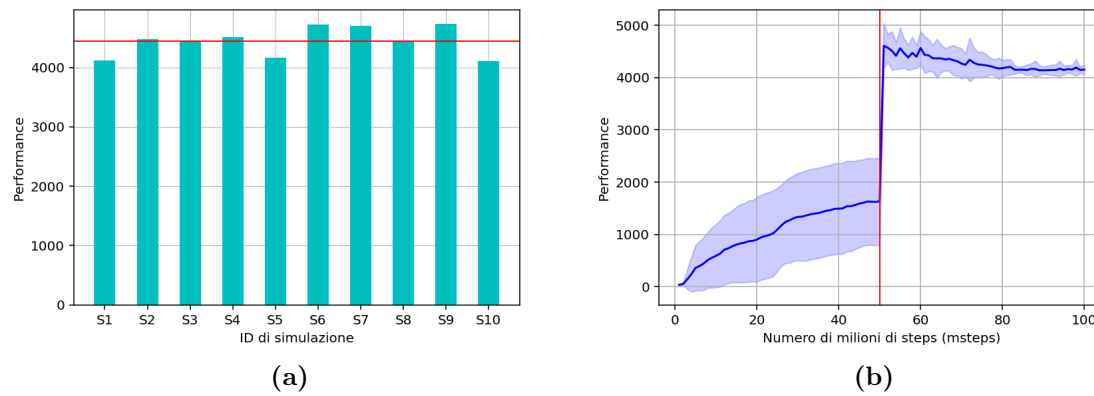 Performance
5000
4000
3000
2000
1000
0
4000
3000
2000
1000
0
Performance
S1 S2 S3 S4 S5 S6 S7 S8 S9 S10
ID di simulazione
0 20 40 60 80 100
Numero di milioni di steps (msteps)
(a)
(b)